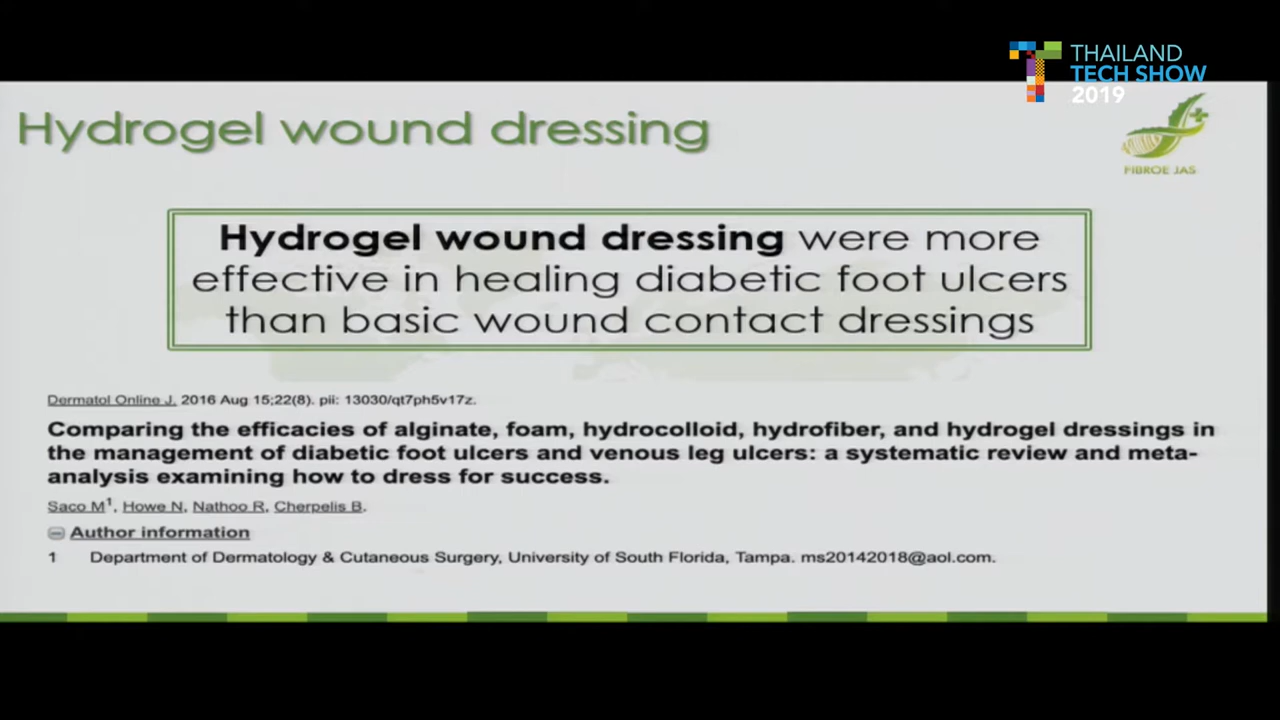 THAILAND
TECH SHOW
2019
Hydrogel wound dressing
FIBROE JAS
Hydrogel wound dressing were more
effective in healing diabetic foot ulcers
than basic wound contact dressings
Dermatol Online J. 2016 Aug 15;22(8). pii: 13030/qt7ph5v17z.
Comparing the efficacies of alginate, foam, hydrocolloid, hydrofiber, and hydrogel dressings in
the management of diabetic foot ulcers and venous leg ulcers: a systematic review and meta-
analysis examining how to dress for success.
Saco M1, Howe N, Nathoo R, Cherpelis B.
Author information
1 Department of Dermatology & Cutaneous Surgery, University of South Florida, Tampa. ms20142018@aol.com.